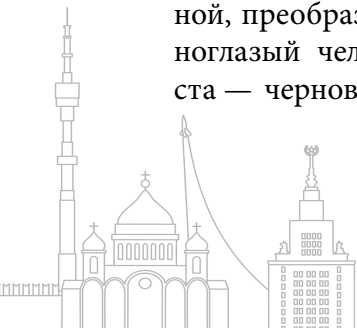 ной, преобраз
ноглазый чел
ста — чернов